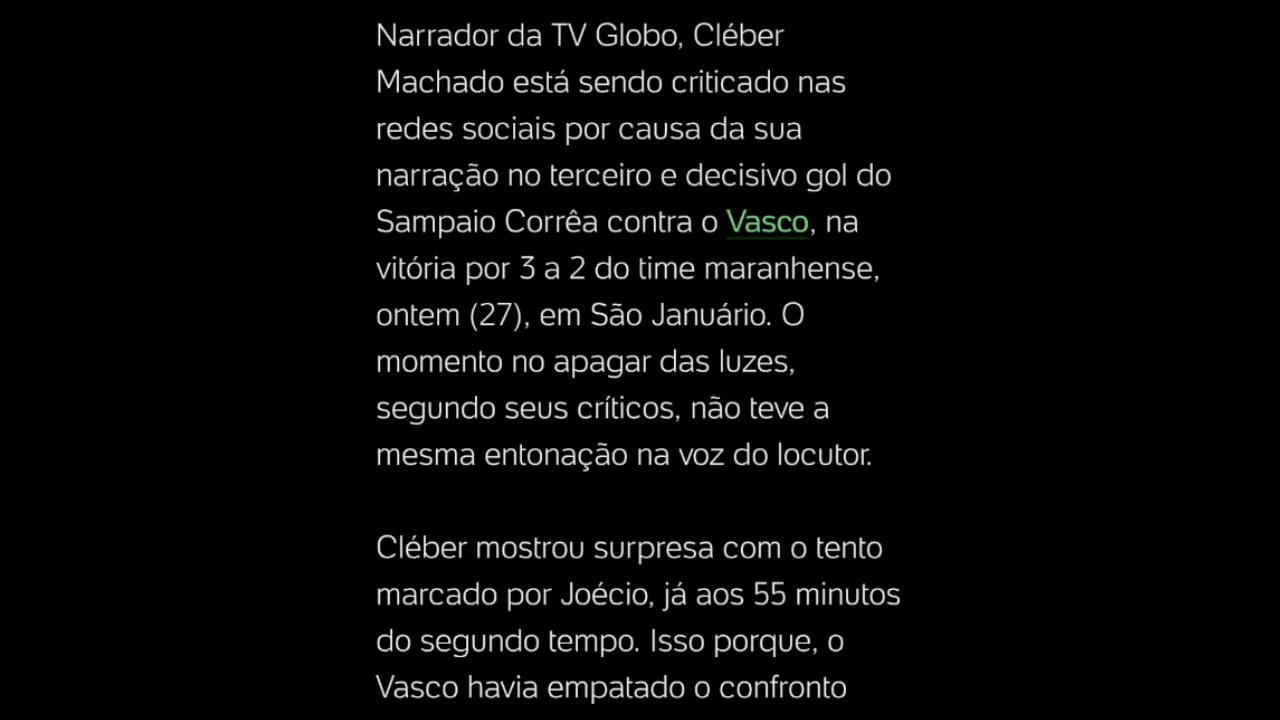 Narrador da TV Globo, Cléber
Machado está sendo criticado nas
redes sociais por causa da sua
narração no terceiro e decisivo gol do
Sampaio Corrêa contra o Vasco, na
vitória por 3 a 2 do time maranhense,
ontem (27), em São Januário. O
momento no apagar das luzes,
segundo seus críticos, não teve a
mesma entonação na voz do locutor.
Cléber mostrou surpresa com o tento
marcado por Joécio, já aos 55 minutos
do segundo tempo. Isso porque, o
Vasco havia empatado o confronto